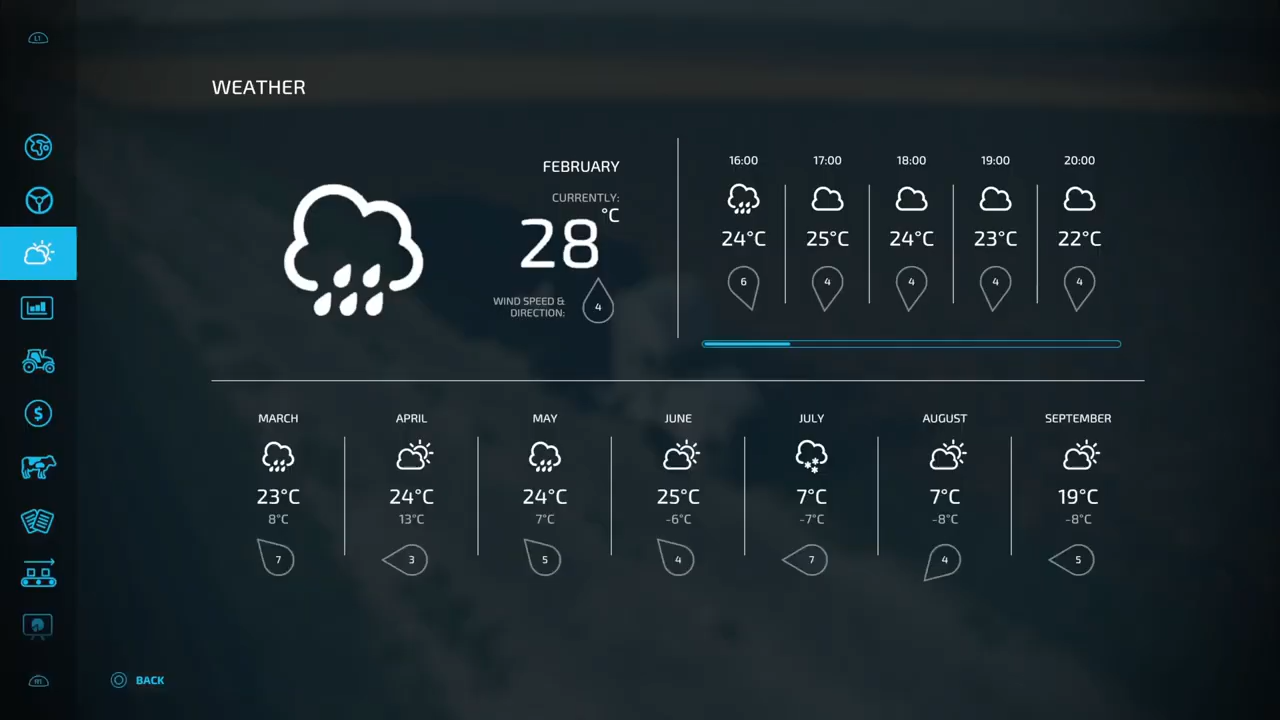 L1
WEATHER
FEBRUARY
CURRENTLY:
28 °C
WIND SPEED &
DIRECTION:
4
16:00 17:00 18:00 19:00 20:00
24°C 25°C 24°C 23°C 22°C
6 4 4 4 4
MARCH APRIL MAY JUNE JULY AUGUST SEPTEMBER
23°C 24°C 24°C 25°C 7°C 7°C 19°C
8°C 13°C 7°C -6°C -7°C -8°C -8°C
7 3 5 4 7 4 5
$
BACK